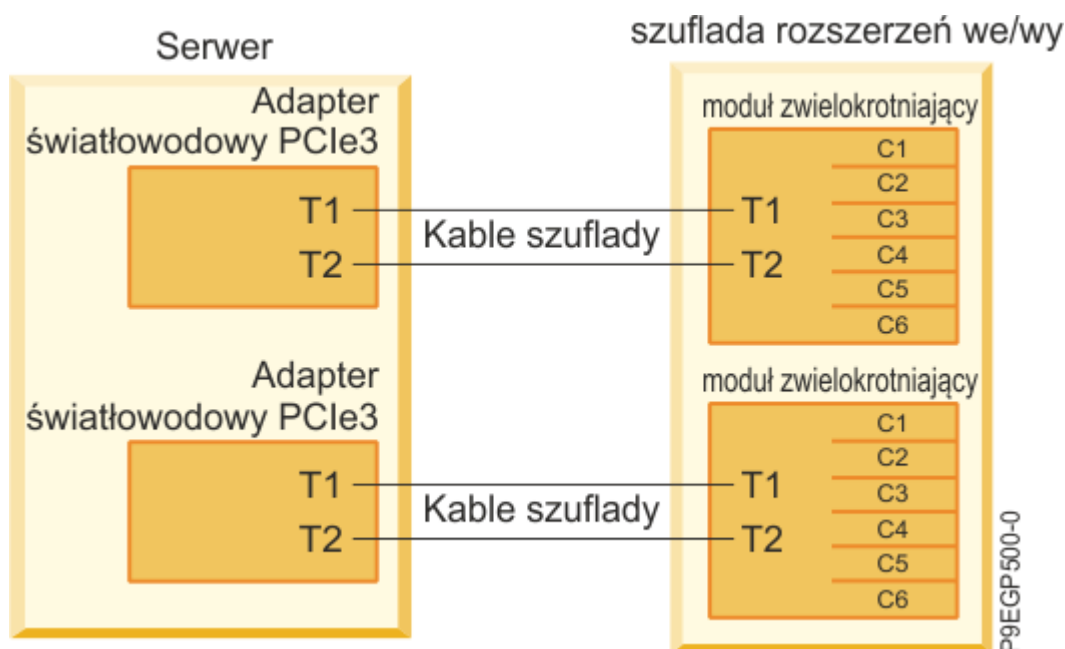 Serwer
szuflada rozszerzeń we/wy
Adapter
światłowodowy PCIe3
T1
T2
Kable szuflady
moduł zwielokrotniający
T1
T2
C1
C2
C3
C4
C5
C6
Adapter
światłowodowy PCIe3
T1
T2
Kable szuflady
moduł zwielokrotniający
T1
T2
C1
C2
C3
C4
C5
C6
P9EGP500-0